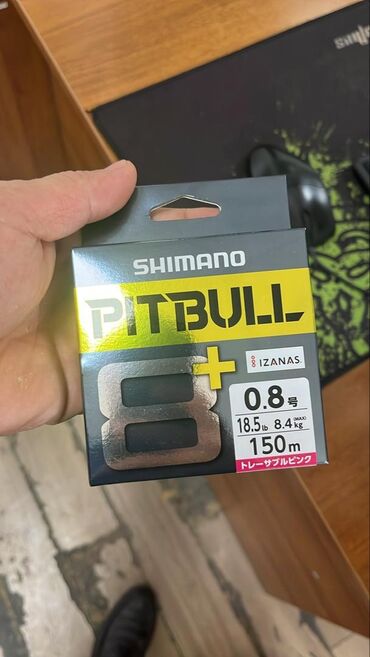 SHIMANO
PITBULL
8+
IZANAS
0.8号
18.5lb 8.4kg (MAX)
150m
トレーサブルピンク